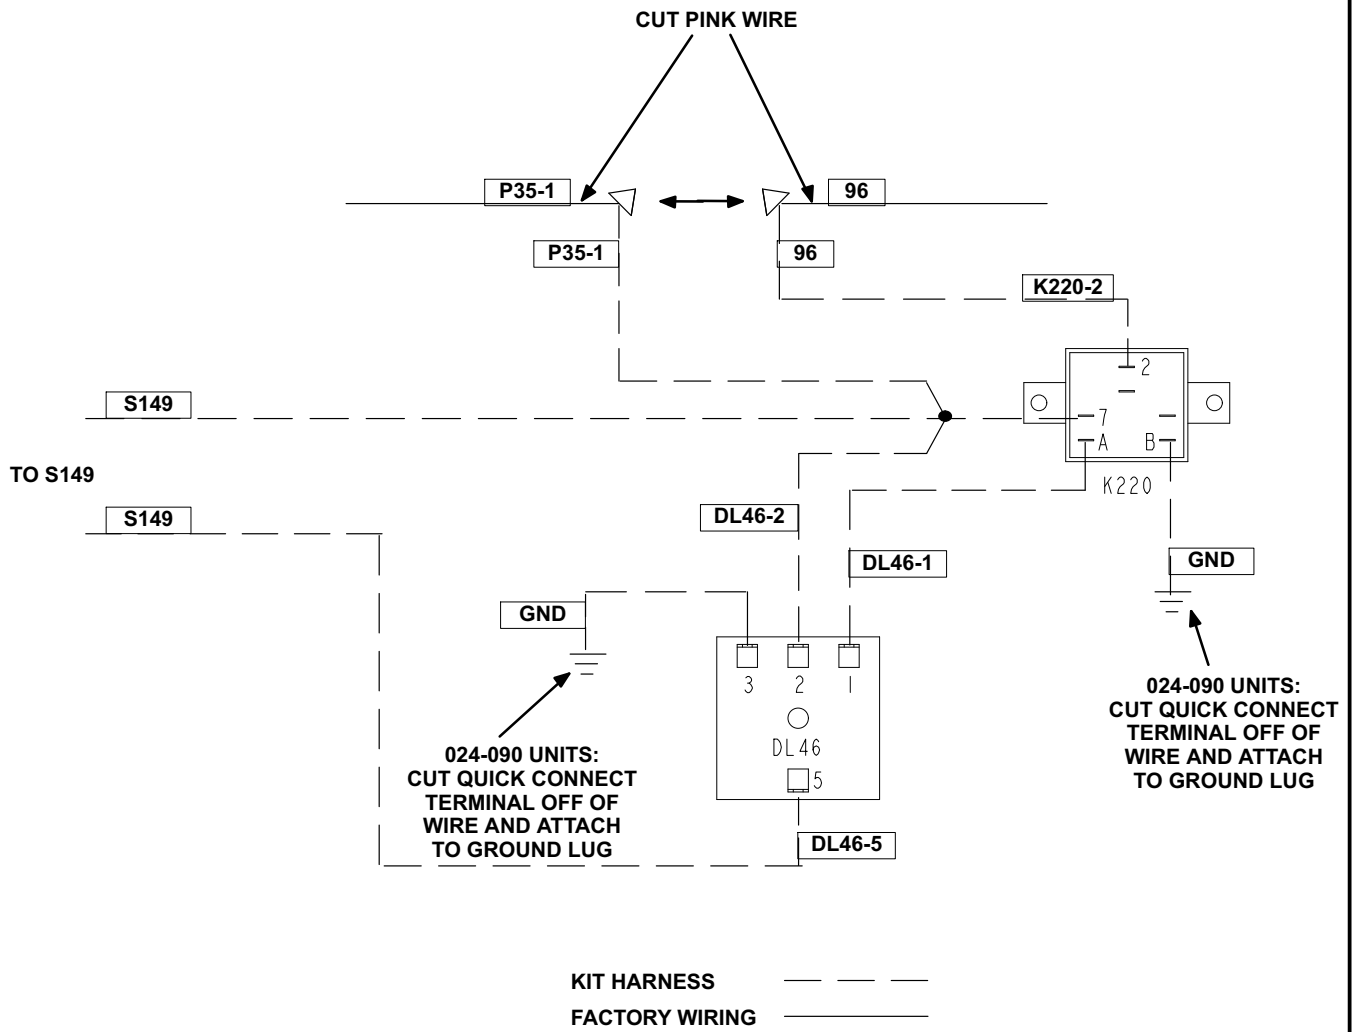 CUT PINK WIRE
P35-1
96
P35-1
96
K220-2
2
S149
7
A
B
TO S149
K220
S149
DL46-2
DL46-1
GND
GND
3
2
1
024-090 UNITS:
CUT QUICK CONNECT
TERMINAL OFF OF
WIRE AND ATTACH
TO GROUND LUG
DL46
5
024-090 UNITS:
CUT QUICK CONNECT
TERMINAL OFF OF
WIRE AND ATTACH
TO GROUND LUG
DL46-5
KIT HARNESS
FACTORY WIRING